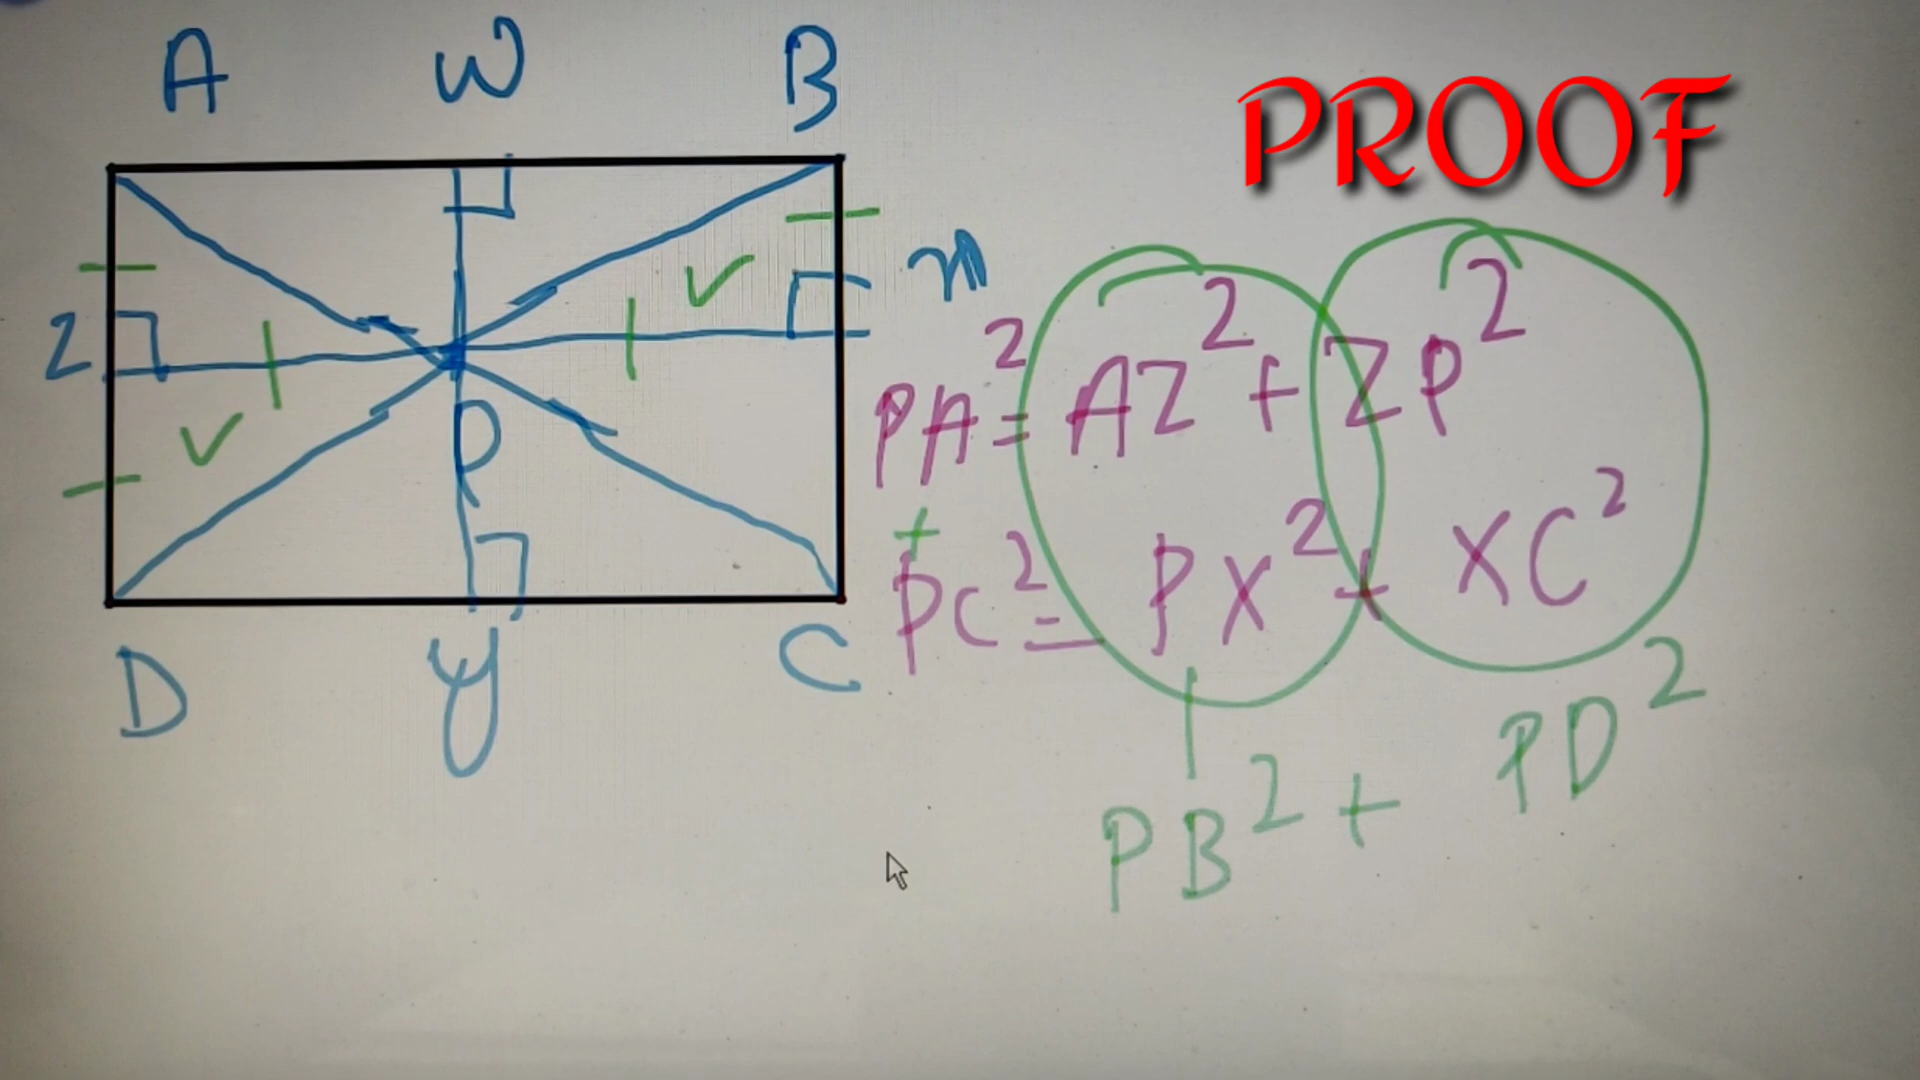 A W B
PROOF
Z
P
PA² = AZ² + ZP²
+
PC² = PX² + XC²
D Y C
PB² + PD²